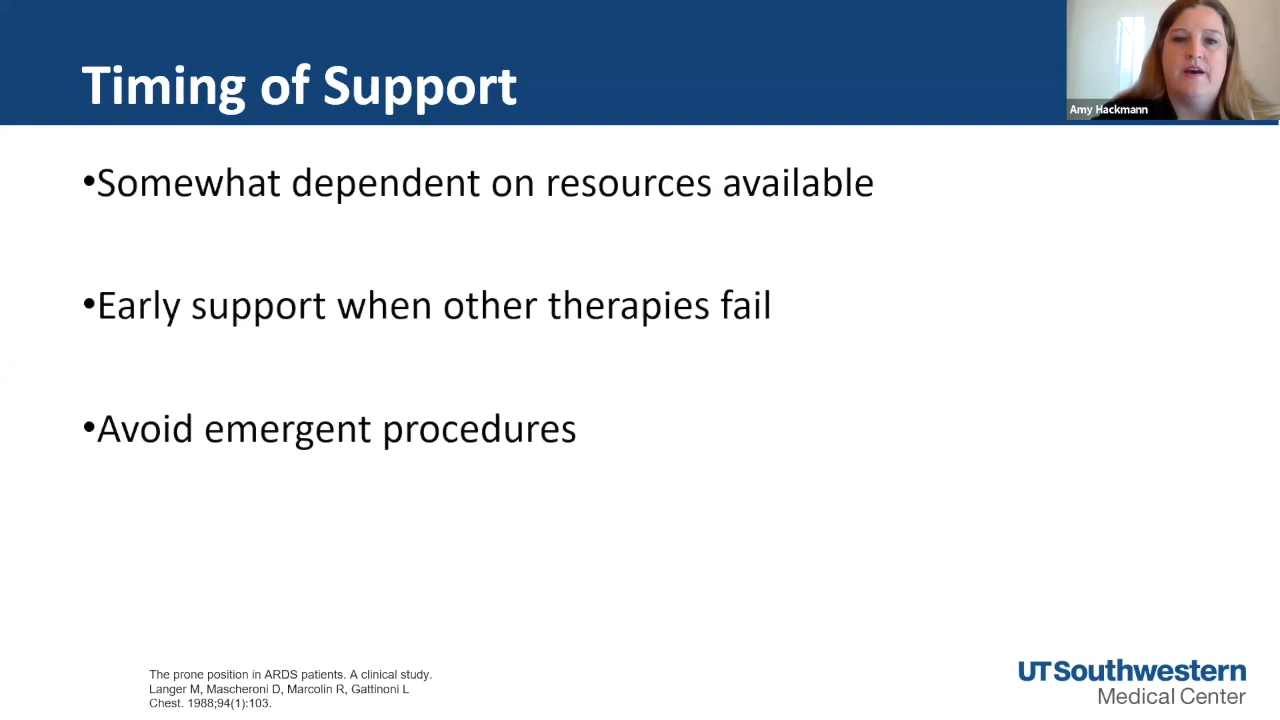 Timing of Support
Amy Hackmann
•Somewhat dependent on resources available
•Early support when other therapies fail
•Avoid emergent procedures
The prone position in ARDS patients. A clinical study.
Langer M, Mascheroni D, Marcolin R, Gattinoni L
Chest. 1988;94(1):103.
UTSouthwestern
Medical Center